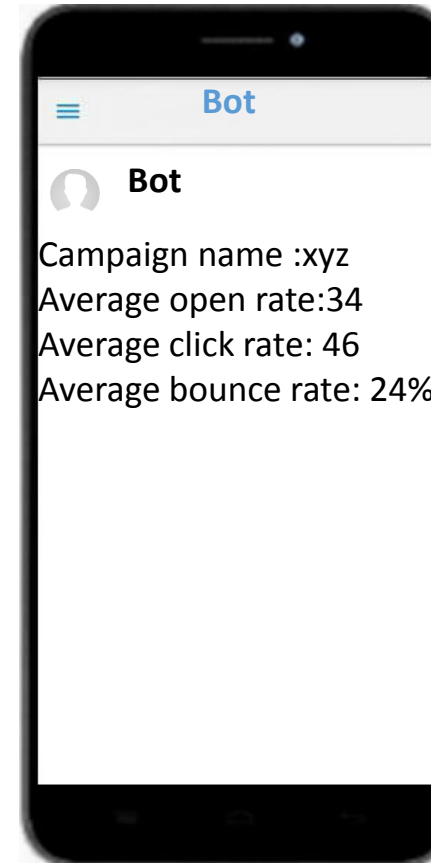 Bot
Bot
Campaign name :xyz
Average open rate:34
Average click rate: 46
Average bounce rate: 24%